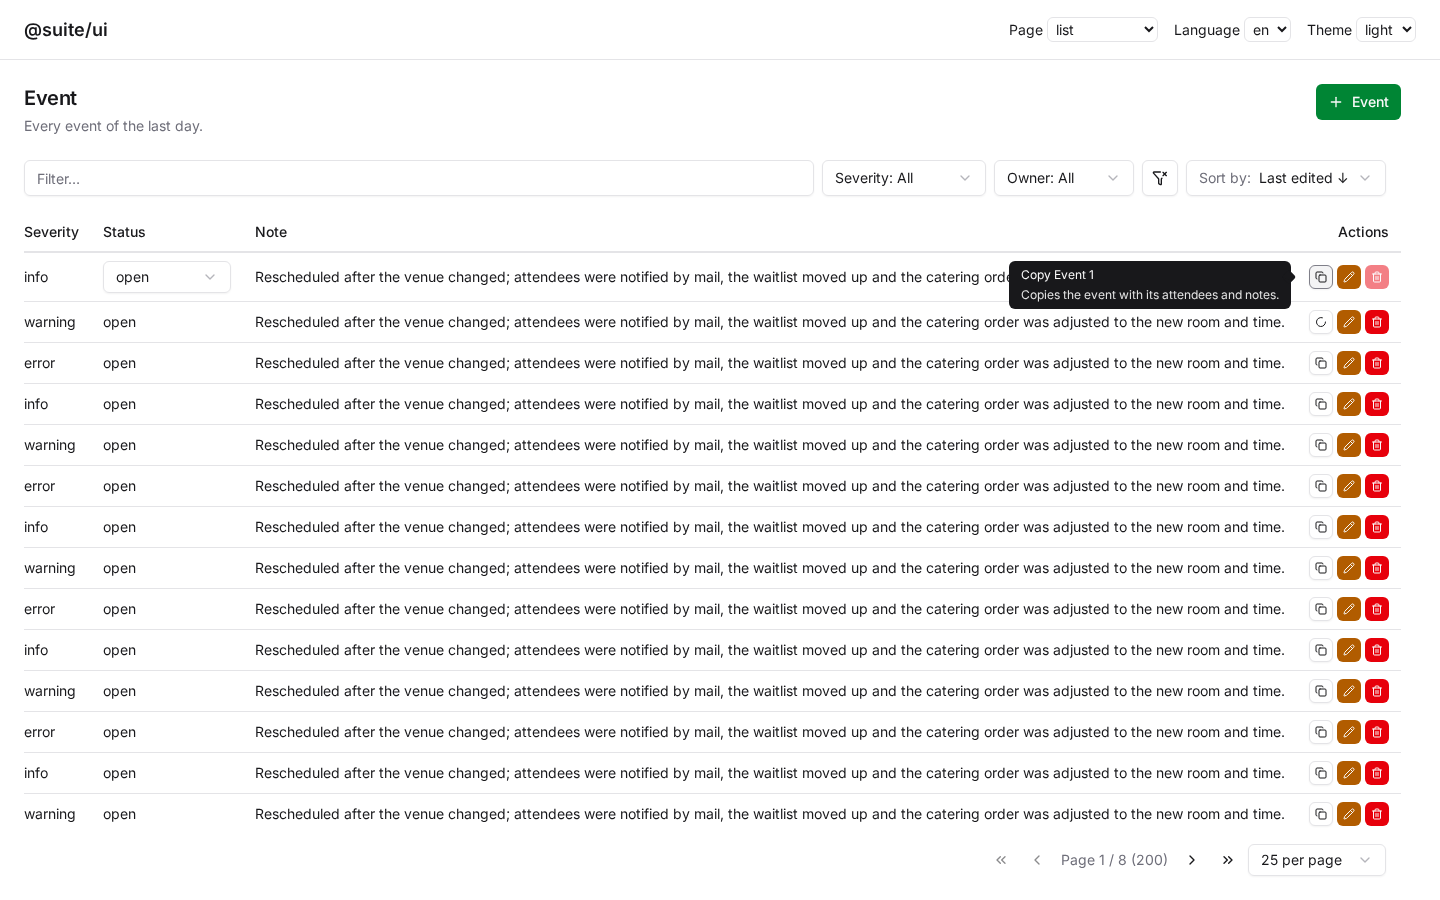 @suite/ui
Page list Language en Theme light
Event
Every event of the last day.
Event
Filter...
Severity: All
Owner: All
Sort by: Last edited ↓
Severity Status Note Actions
info open Rescheduled after the venue changed; attendees were notified by mail, the waitlist moved up and the catering orde
Copy Event 1
Copies the event with its attendees and notes.
warning open Rescheduled after the venue changed; attendees were notified by mail, the waitlist moved up and the catering order was adjusted to the new room and time.
error open Rescheduled after the venue changed; attendees were notified by mail, the waitlist moved up and the catering order was adjusted to the new room and time.
info open Rescheduled after the venue changed; attendees were notified by mail, the waitlist moved up and the catering order was adjusted to the new room and time.
warning open Rescheduled after the venue changed; attendees were notified by mail, the waitlist moved up and the catering order was adjusted to the new room and time.
error open Rescheduled after the venue changed; attendees were notified by mail, the waitlist moved up and the catering order was adjusted to the new room and time.
info open Rescheduled after the venue changed; attendees were notified by mail, the waitlist moved up and the catering order was adjusted to the new room and time.
warning open Rescheduled after the venue changed; attendees were notified by mail, the waitlist moved up and the catering order was adjusted to the new room and time.
error open Rescheduled after the venue changed; attendees were notified by mail, the waitlist moved up and the catering order was adjusted to the new room and time.
info open Rescheduled after the venue changed; attendees were notified by mail, the waitlist moved up and the catering order was adjusted to the new room and time.
warning open Rescheduled after the venue changed; attendees were notified by mail, the waitlist moved up and the catering order was adjusted to the new room and time.
error open Rescheduled after the venue changed; attendees were notified by mail, the waitlist moved up and the catering order was adjusted to the new room and time.
info open Rescheduled after the venue changed; attendees were notified by mail, the waitlist moved up and the catering order was adjusted to the new room and time.
warning open Rescheduled after the venue changed; attendees were notified by mail, the waitlist moved up and the catering order was adjusted to the new room and time.
Page 1 / 8 (200)
25 per page